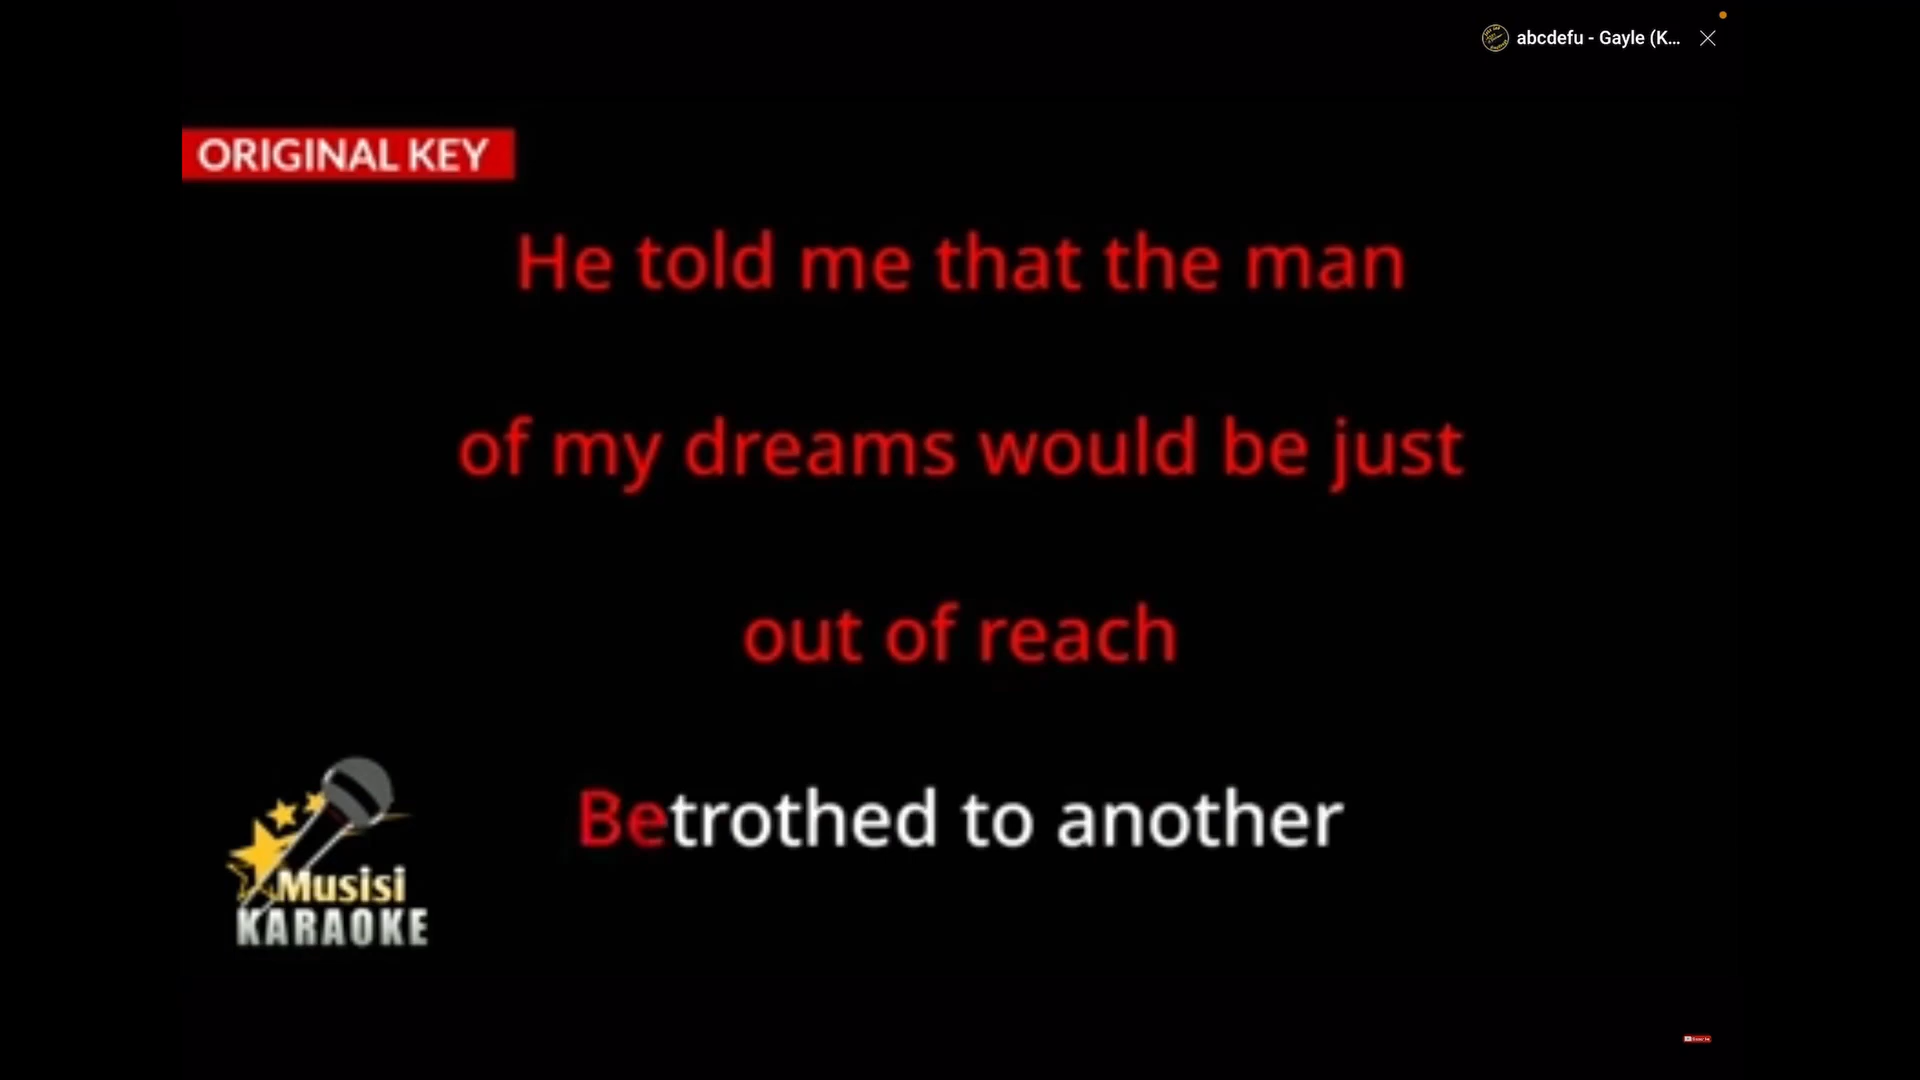 abcdefu - Gayle (K...
ORIGINAL KEY
He told me that the man
of my dreams would be just
out of reach
Betrothed to another
Musisi
KARAOKE